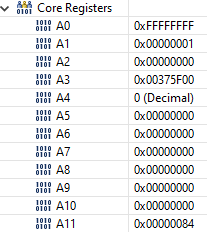 Core Registers
A0 0xFFFFFFFF
A1 0x00000001
A2 0x00000000
A3 0x00375F00
A4 0 (Decimal)
A5 0x00000000
A6 0x00000000
A7 0x00000000
A8 0x00000000
A9 0x00000000
A10 0x00000000
A11 0x00000084